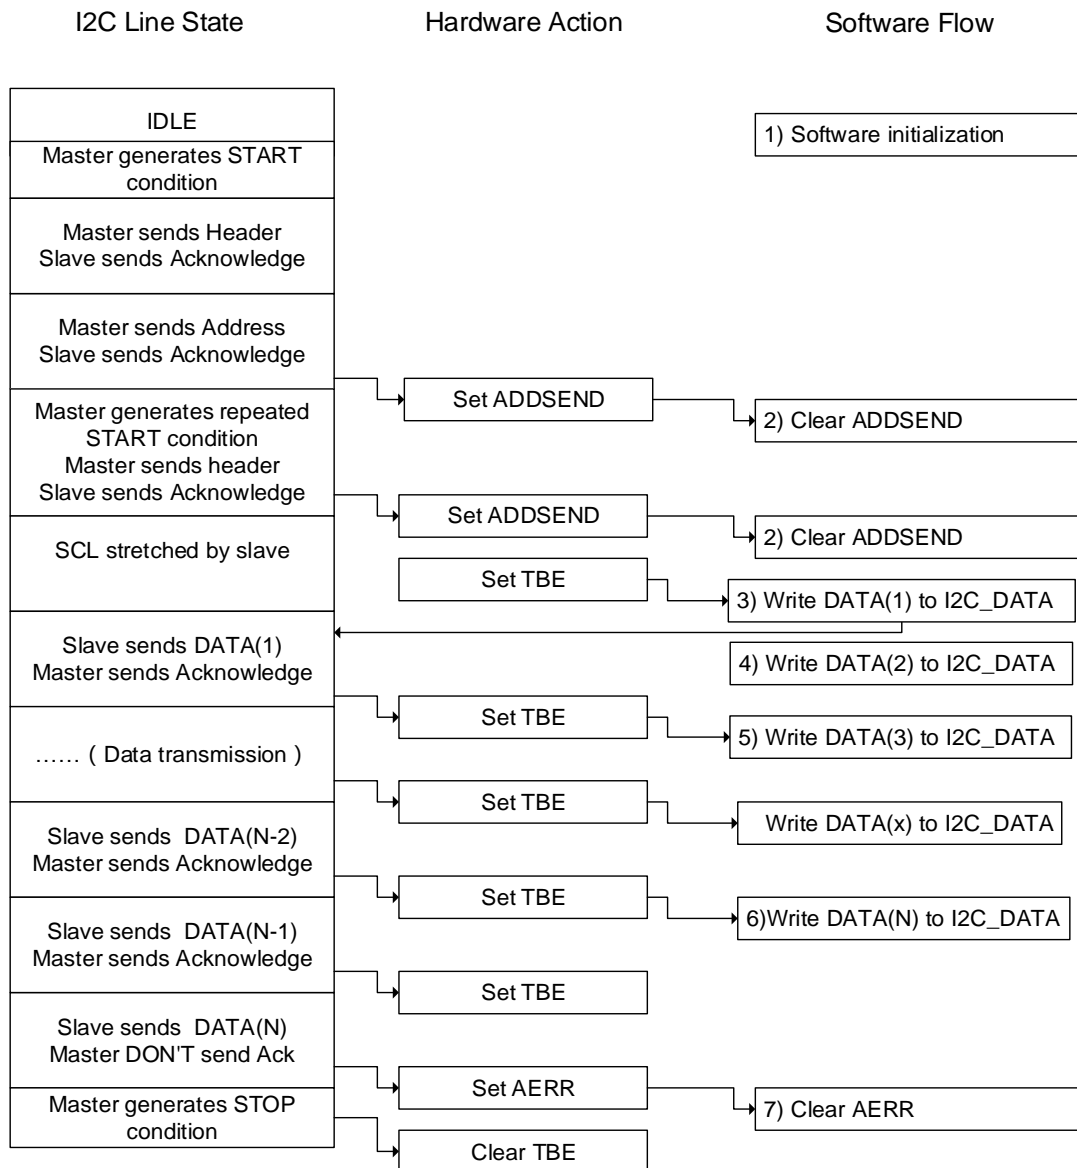 I2C Line State
Hardware Action
Software Flow
IDLE
1) Software initialization
Master generates START
condition
Master sends Header
Slave sends Acknowledge
Master sends Address
Slave sends Acknowledge
Set ADDSEND
2) Clear ADDSEND
Master generates repeated
START condition
Master sends header
Slave sends Acknowledge
Set ADDSEND
2) Clear ADDSEND
SCL stretched by slave
Set TBE
3) Write DATA(1) to I2C_DATA
Slave sends DATA(1)
Master sends Acknowledge
4) Write DATA(2) to I2C_DATA
Set TBE
5) Write DATA(3) to I2C_DATA
…… ( Data transmission )
Set TBE
Write DATA(x) to I2C_DATA
Slave sends DATA(N-2)
Master sends Acknowledge
Set TBE
6)Write DATA(N) to I2C_DATA
Slave sends DATA(N-1)
Master sends Acknowledge
Set TBE
Slave sends DATA(N)
Master DON'T send Ack
Set AERR
7) Clear AERR
Master generates STOP
condition
Clear TBE